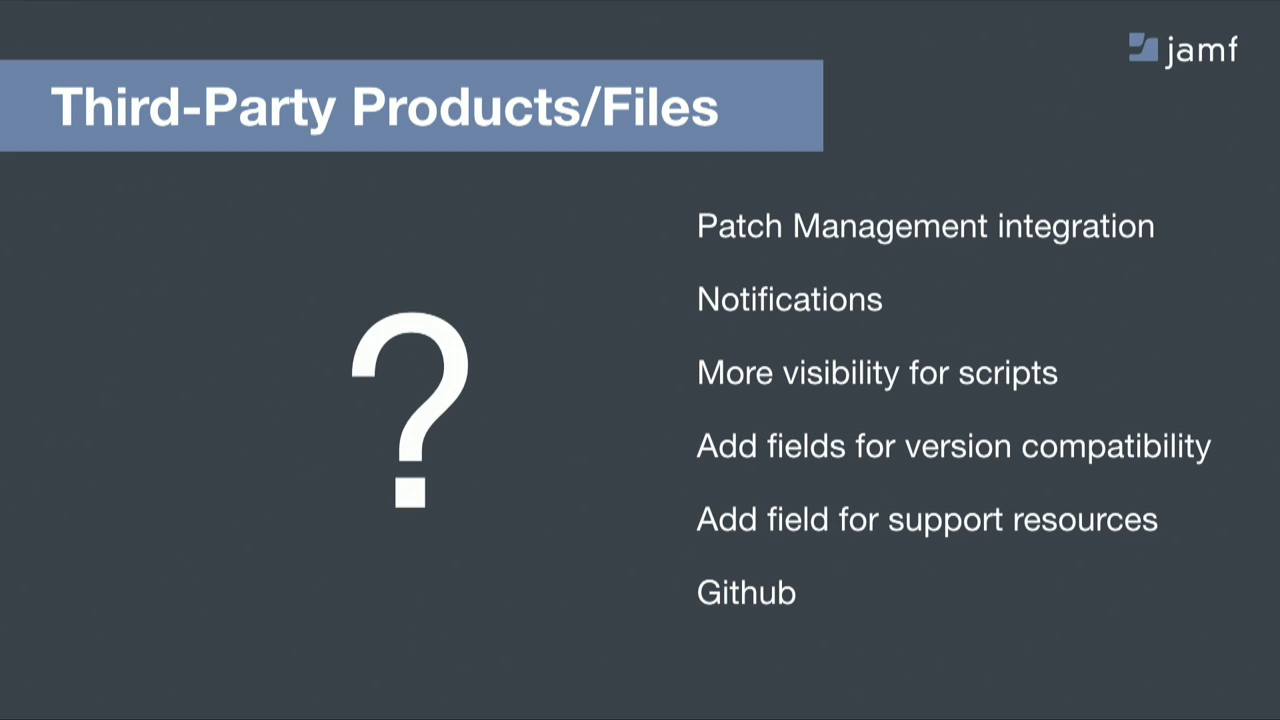 jamf
Third-Party Products/Files
?
Patch Management integration
Notifications
More visibility for scripts
Add fields for version compatibility
Add field for support resources
Github